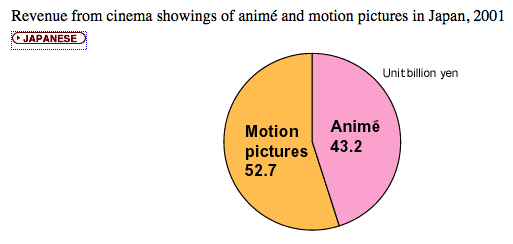 Revenue from cinema showings of animé and motion pictures in Japan, 2001
JAPANESE
Unit billion yen
Motion
pictures
52.7
Animé
43.2